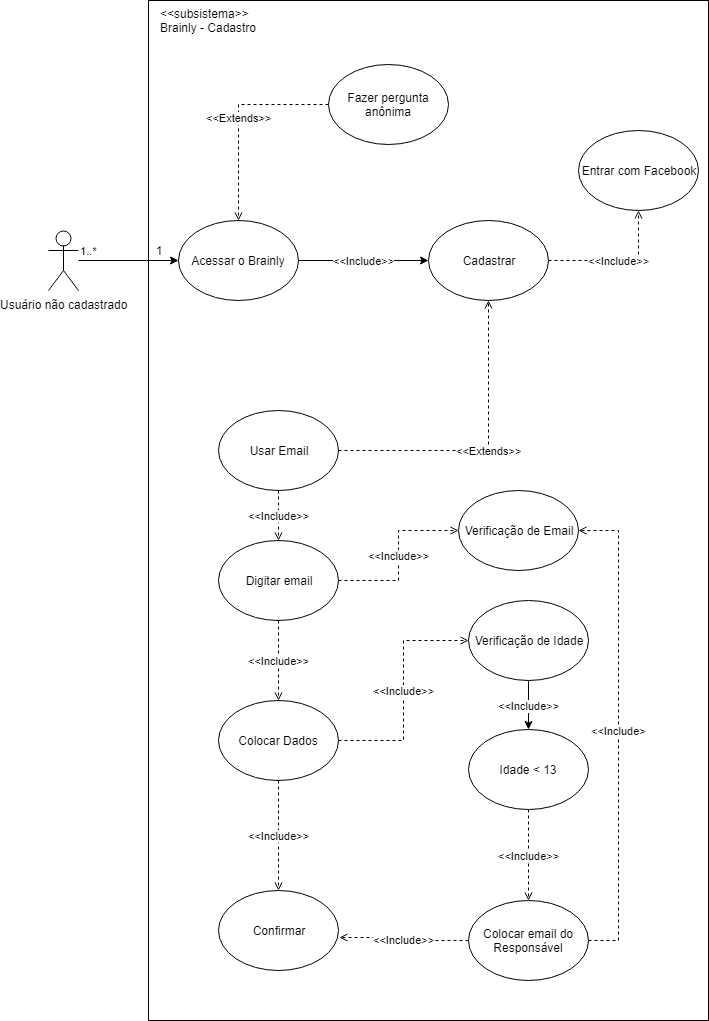 <<subsistema>>
Brainly - Cadastro
Fazer pergunta
anônima
<<Extends>>
Entrar com Facebook
1..*
1
Acessar o Brainly
<<Include>>
Cadastrar
<<Include>>
Usuário não cadastrado
Usar Email
<<Extends>>
<<Include>>
Verificação de Email
<<Include>>
Digitar email
Verificação de Idade
<<Include>>
<<Include>>
<<Include>>
<<Include>
Colocar Dados
Idade < 13
<<Include>>
<<Include>>
Confirmar
<<Include>>
Colocar email do
Responsável